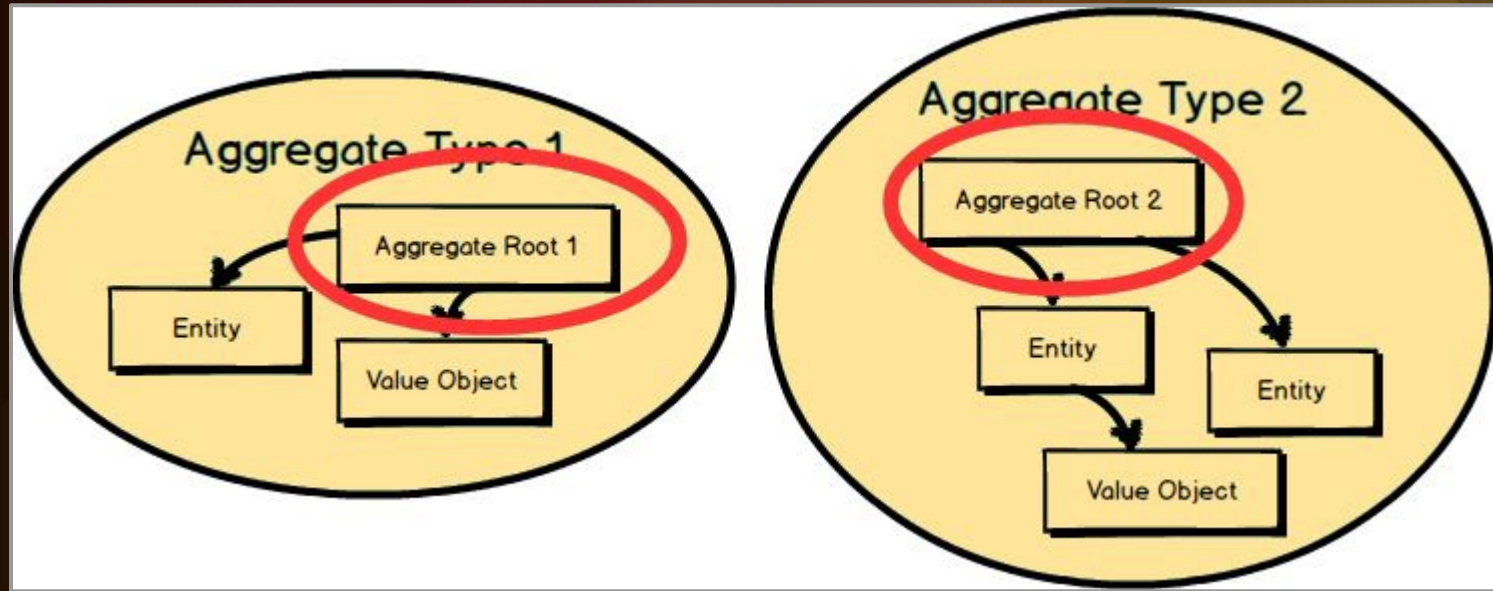 Aggregate Type 1
Aggregate Root 1
Entity
Value Object
Aggregate Type 2
Aggregate Root 2
Entity
Entity
Value Object